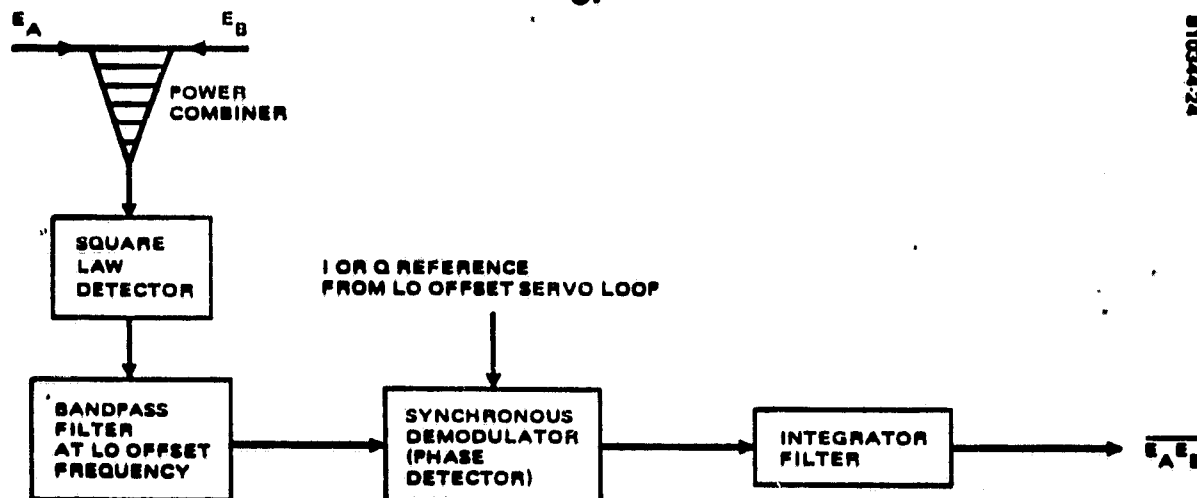 E_A
E_B
POWER
COMBINER
SQUARE
LAW
DETECTOR
I OR Q REFERENCE
FROM LO OFFSET SERVO LOOP
BANDPASS
FILTER
AT LO OFFSET
FREQUENCY
SYNCHRONOUS
DEMODULATOR
(PHASE
DETECTOR)
INTEGRATOR
FILTER
E_A E_B